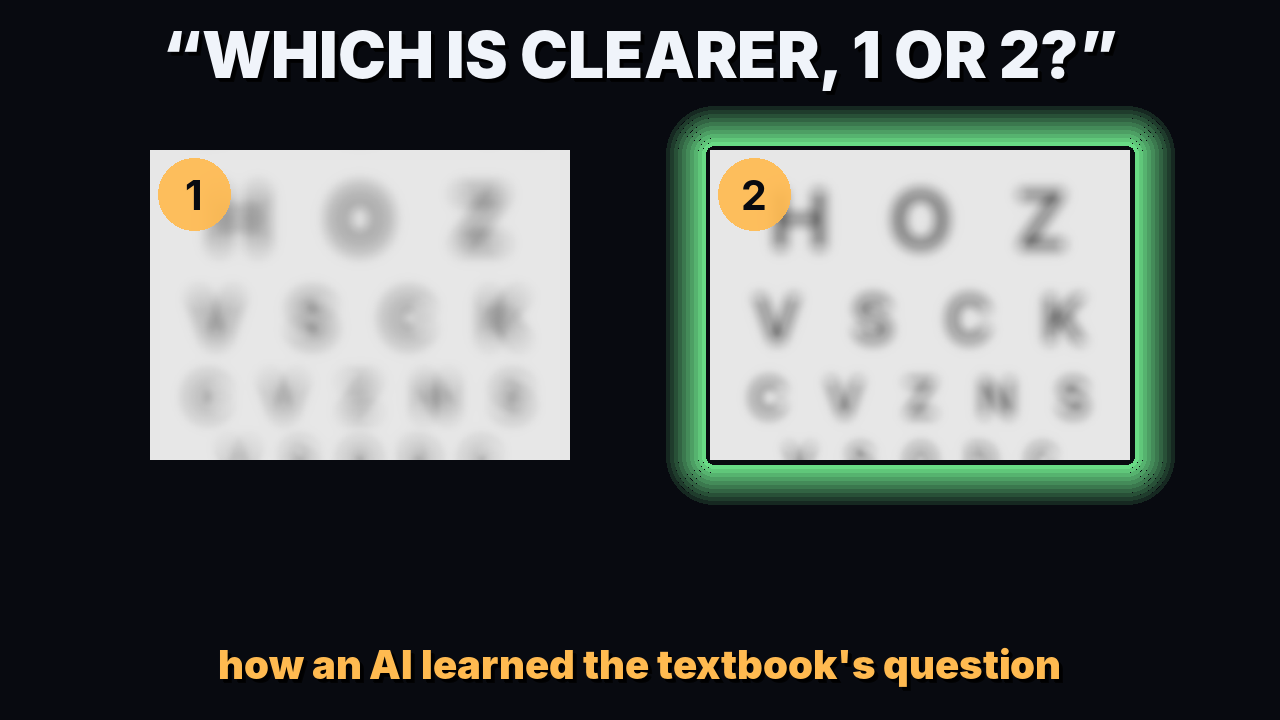 “WHICH IS CLEARER, 1 OR 2?”
1
H O Z
V S C K
2
H O Z
V S C K
C V Z N S
how an AI learned the textbook's question